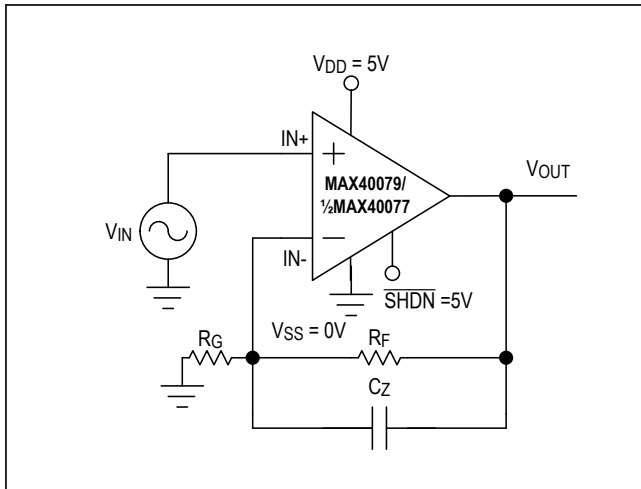 VDD = 5V
IN+
+
MAX40079/
½MAX40077
VOUT
VIN
−
IN-
SHDN =5V
VSS = 0V
RG
RF
CZ